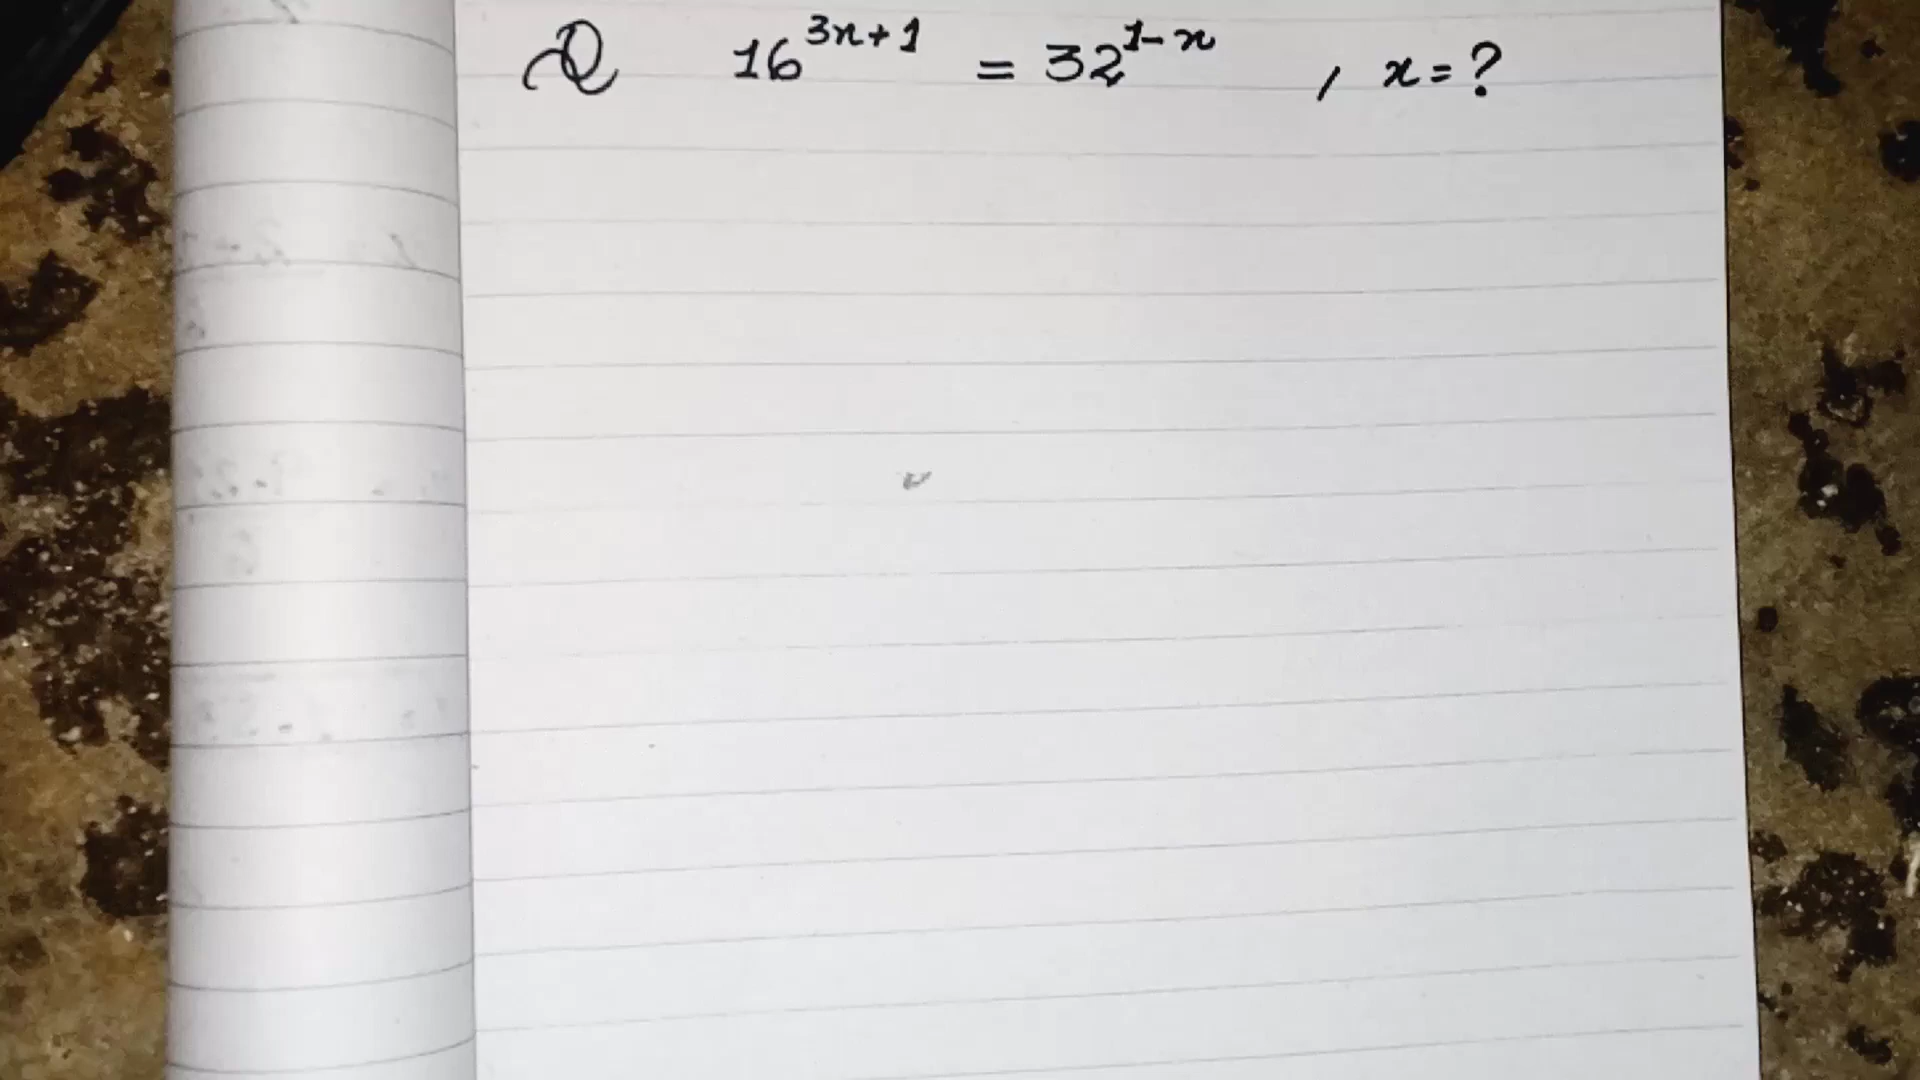 Q 16^{3x+1} = 32^{1-x} , x=?